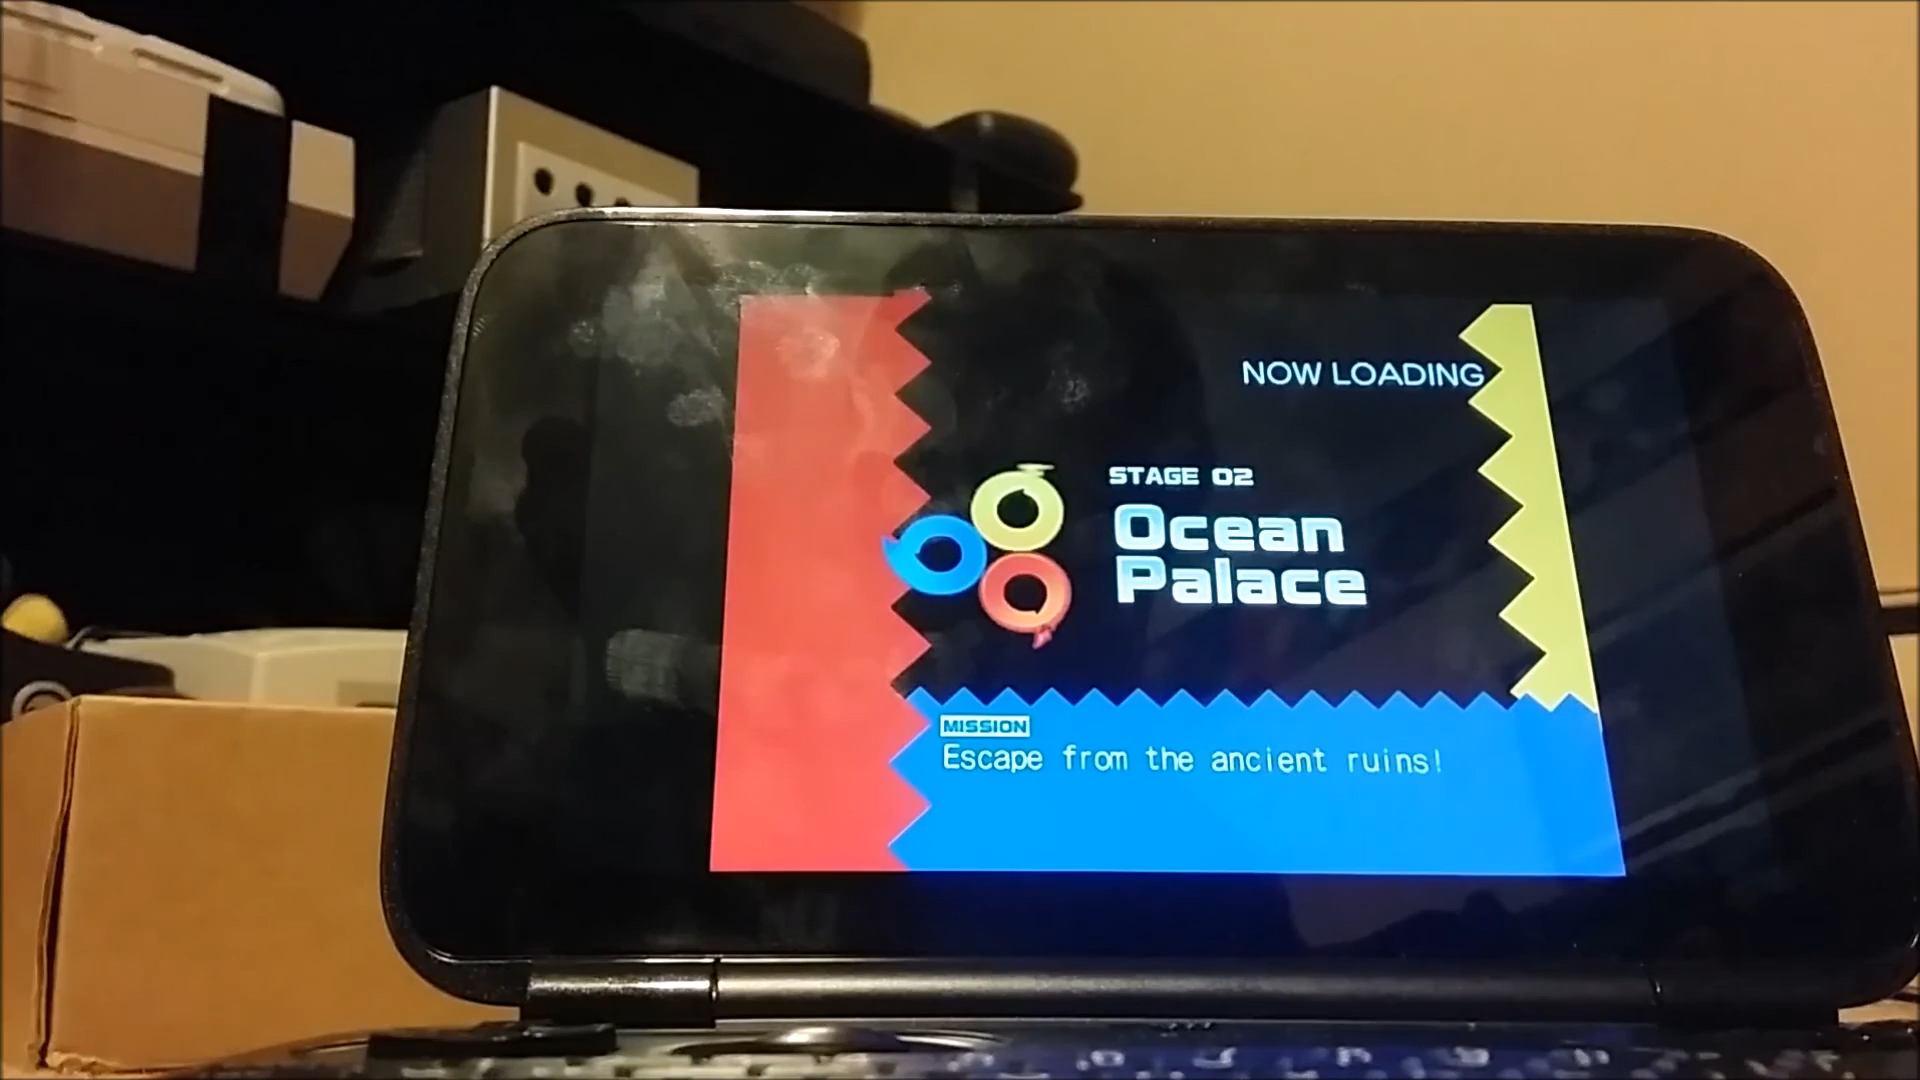 NOW LOADING
STAGE 02
Ocean
Palace
MISSION
Escape from the ancient ruins!